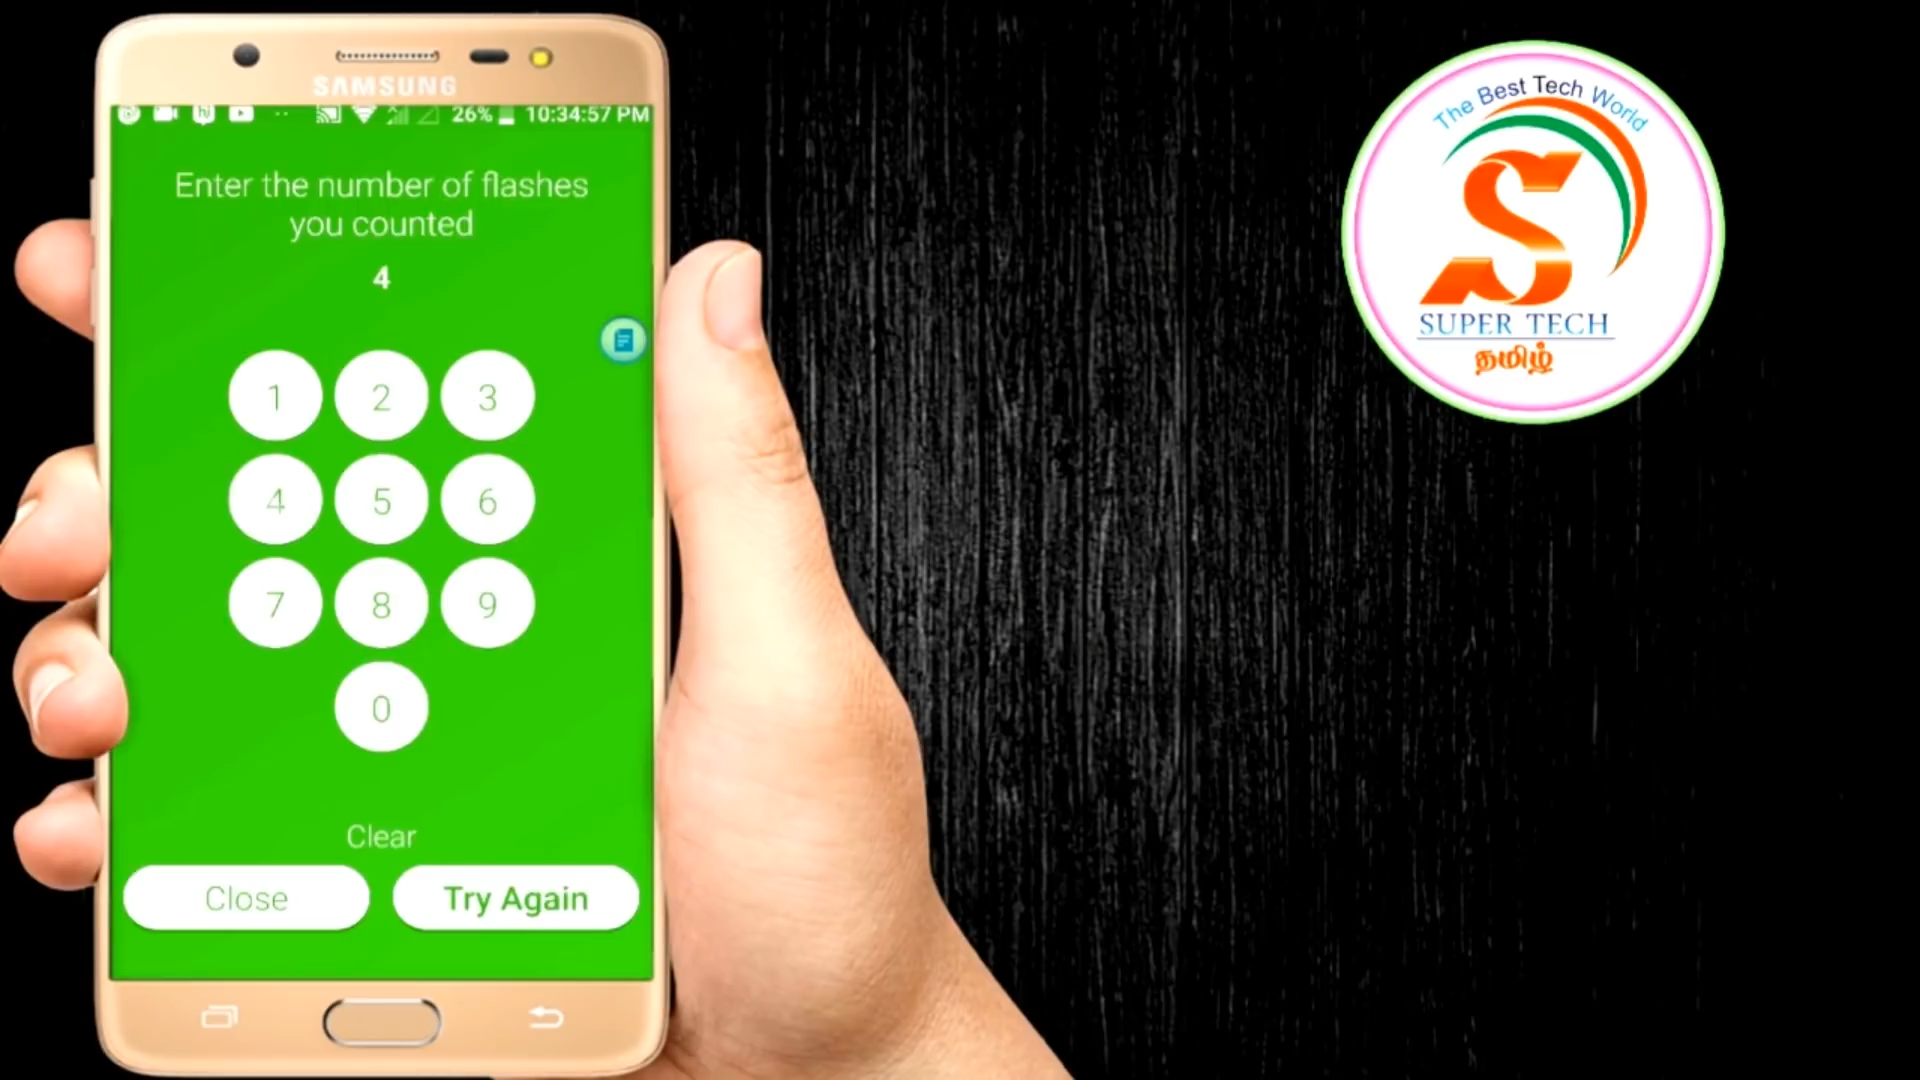 SAMSUNG
26% 10:34:57 PM
Enter the number of flashes
you counted
4
1 2 3
4 5 6
7 8 9
0
Clear
Close Try Again
The Best Tech World
S
SUPER TECH
தமிழ்